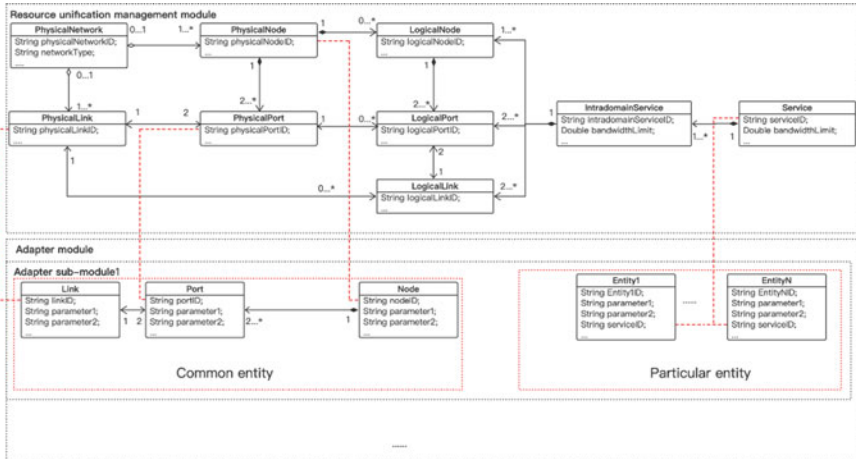 Resource unification management module
PhysicalNetwork
String physicalNetworkID;
String networkType;
...
0...1
1...*
PhysicalNode
String physicalNodeID;
...
1
0...*
LogicalNode
String logicalNodeID;
...
1...*
0...1
1...*
1
2...*
1
2...*
PhysicalLink
String physicalLinkID;
...
1
2
PhysicalPort
String physicalPortID;
...
1
0...*
LogicalPort
String logicalPortID;
...
2...*
1
IntradomainService
String intradomainServiceID;
Double bandwidthLimit;
...
1...*
1
Service
String serviceID;
Double bandwidthLimit;
...
1
2
1
0...*
LogicalLink
String logicalLinkID;
...
2...*
Adapter module
Adapter sub-module1
Link
String linkID;
String parameter1;
String parameter2;
...
1
2
Port
String portID;
String parameter1;
String parameter2;
...
2...*
1
Node
String nodeID;
String parameter1;
String parameter2;
...
Entity1
String Entity1ID;
String parameter1;
String parameter2;
String serviceID;
...
......
EntityN
String EntityNID;
String parameter1;
String parameter2;
String serviceID;
...
Common entity
Particular entity
......